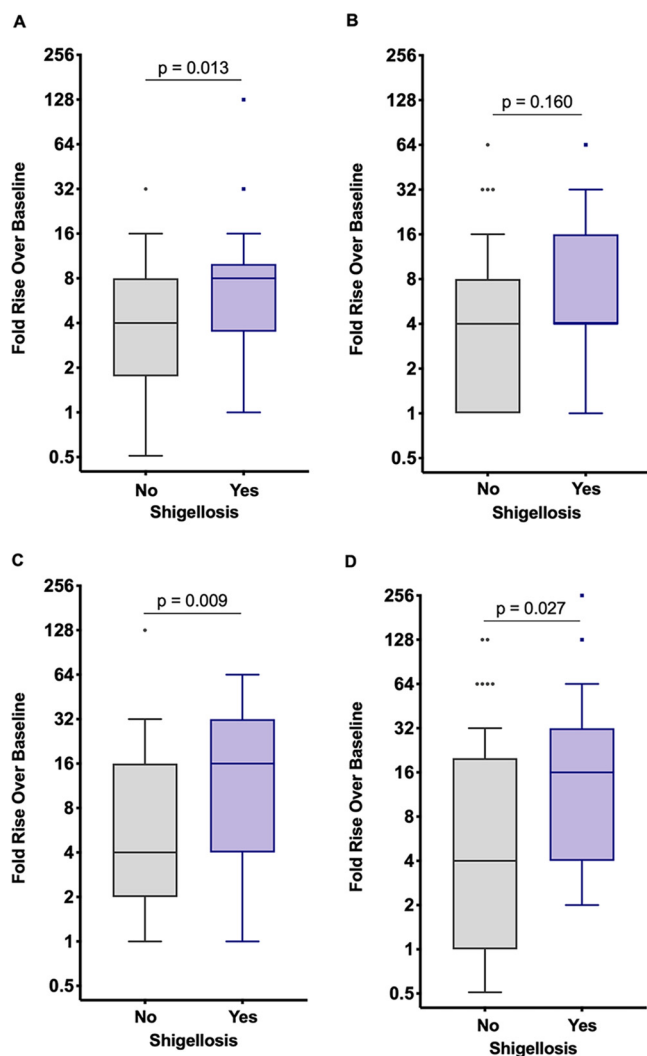 A
Fold Rise Over Baseline
256
128
64
32
16
8
4
2
1
0.5
p = 0.013
No
Yes
Shigellosis
B
Fold Rise Over Baseline
256
128
64
32
16
8
4
2
1
0.5
p = 0.160
No
Yes
Shigellosis
C
Fold Rise Over Baseline
256
128
64
32
16
8
4
2
1
0.5
p = 0.009
No
Yes
Shigellosis
D
Fold Rise Over Baseline
256
128
64
32
16
8
4
2
1
0.5
p = 0.027
No
Yes
Shigellosis